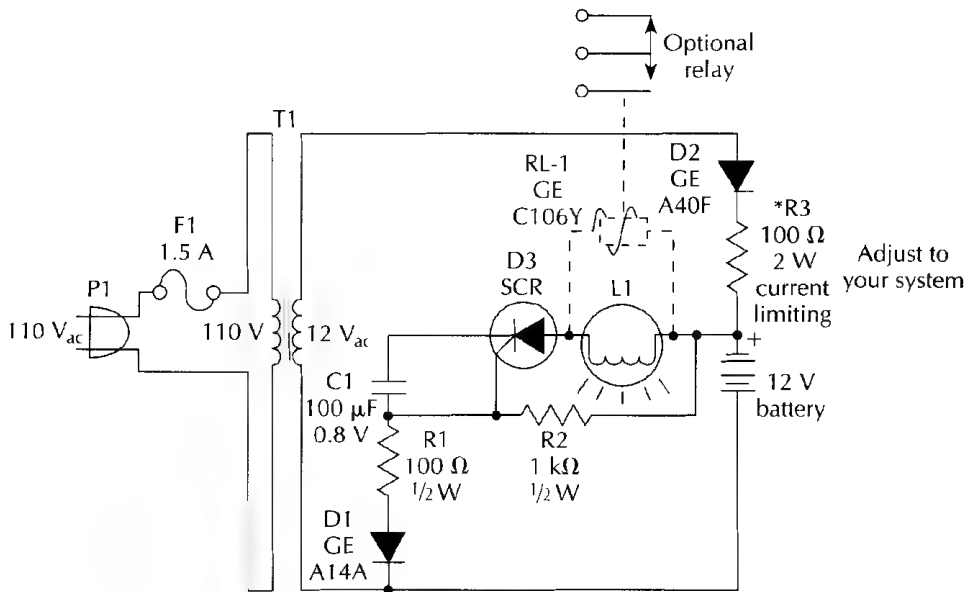 Optional
relay
T1
RL-1
GE
C106Y
D2
GE
A40F
*R3
100 Ω
2 W
current
limiting
Adjust to
your system
F1
1.5 A
P1
110 Vac
110 V
12 Vac
D3
SCR
L1
+
12 V
battery
C1
100 μF
0.8 V
R1
100 Ω
1/2 W
R2
1 kΩ
1/2 W
D1
GE
A14A